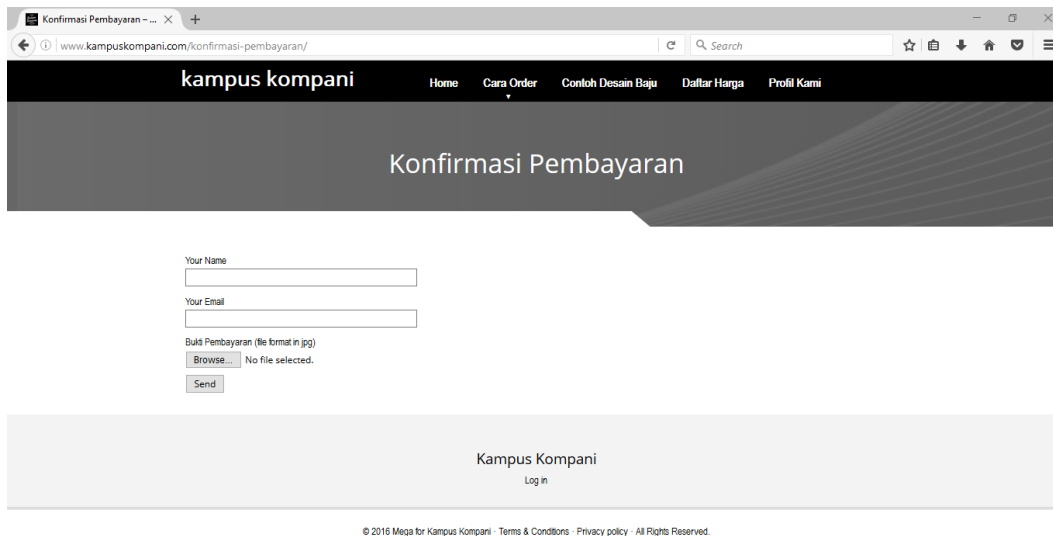 Konfirmasi Pembayaran – ...
www.kampuskompani.com/konfirmasi-pembayaran/
Search
kampus kompani Home Cara Order Contoh Desain Baju Daftar Harga Profil Kami
Konfirmasi Pembayaran
Your Name
Your Email
Bukti Pembayaran (file format in jpg)
Browse... No file selected.
Send
Kampus Kompani
Log in
© 2016 Mega for Kampus Kompani · Terms & Conditions · Privacy policy · All Rights Reserved.